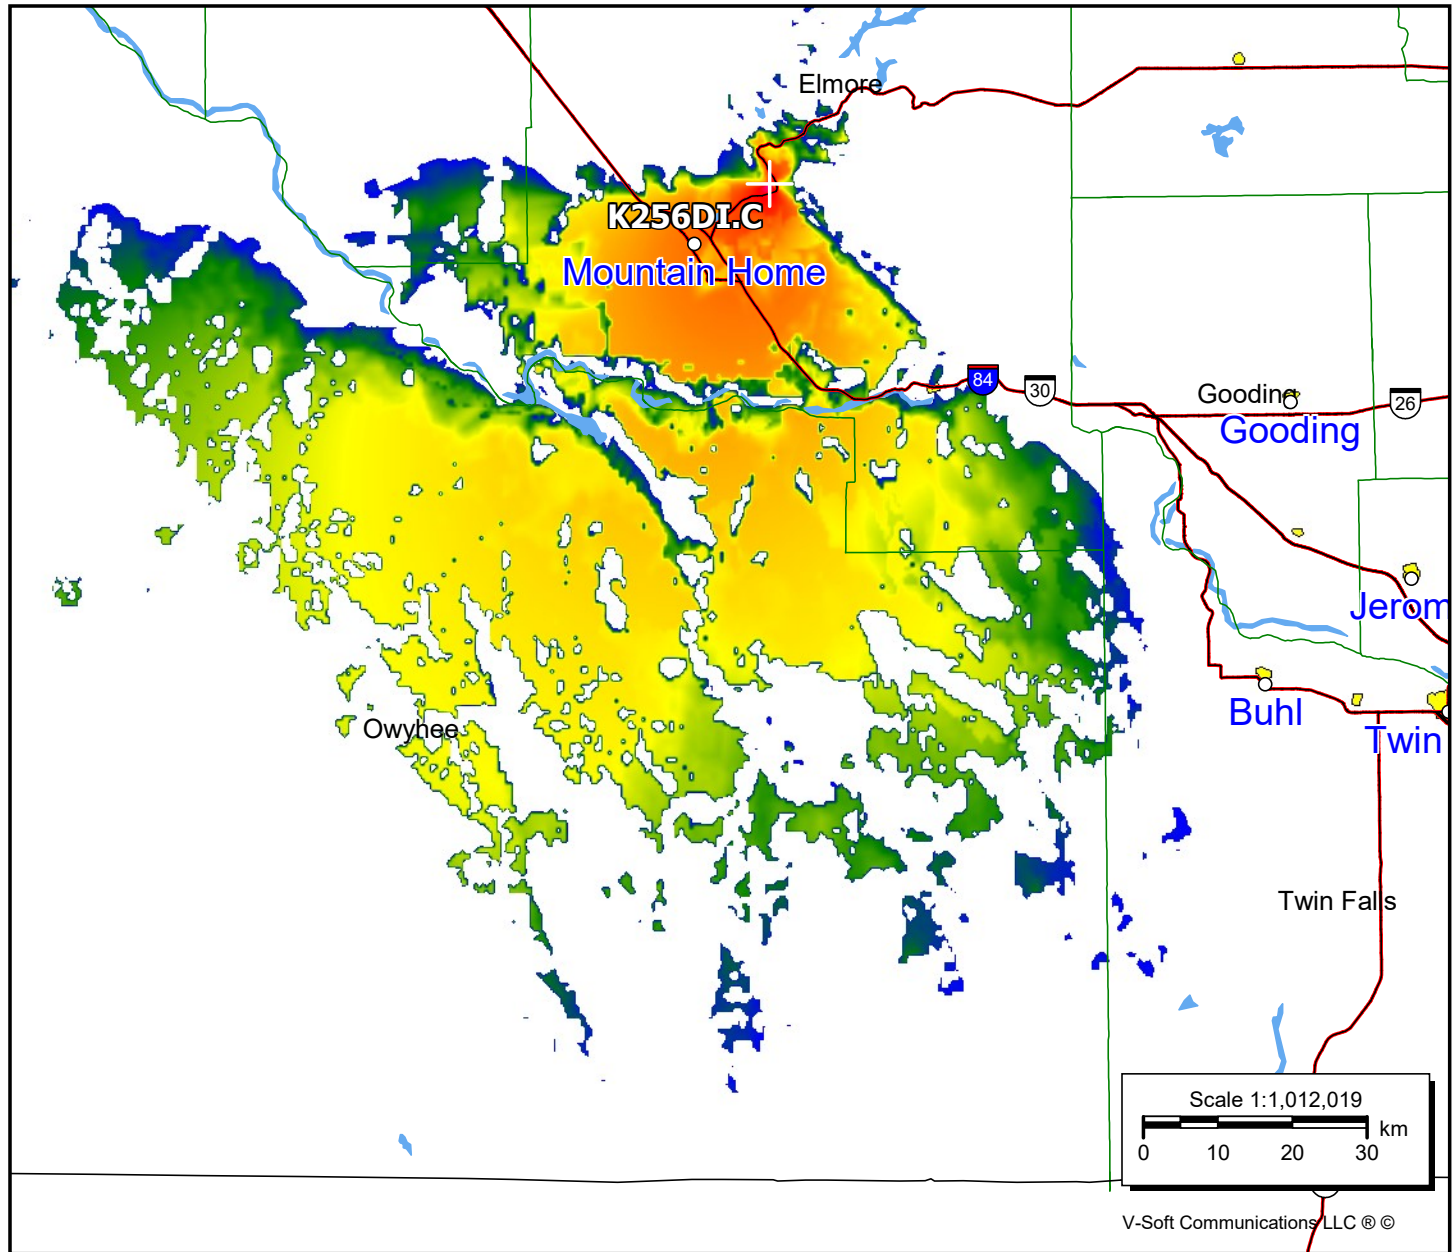 Elmore
K256DI.C
Mountain Home
84
30
Gooding
26
Gooding
Jerom
Owyhee
Buhl
Twin
Twin Falls
Scale 1:1,012,019
km
0 10 20 30
V-Soft Communications LLC ® ©